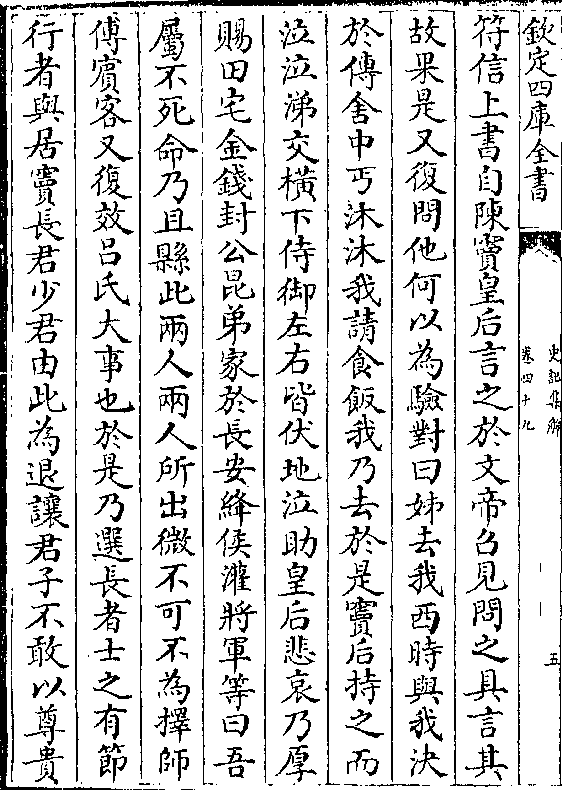 欽定四庫全書
史記集解
卷四十九
五
符信上書自陳竇皇后言之於文帝召見問之具言其
故果是又復問他何以為驗對曰姊去我西時與我決
於傳舍中丐沐沐我請食飯我乃去於是竇后持之而
泣泣涕交橫下侍御左右皆伏地泣助皇后悲哀乃厚
賜田宅金錢封公昆弟家於長安絳侯灌將軍等曰吾
屬不死命乃且縣此兩人兩人所出微不可不為擇師
傅賓客又復效呂氏大事也於是乃選長者士之有節
行者與居竇長君少君由此為退讓君子不敢以尊貴